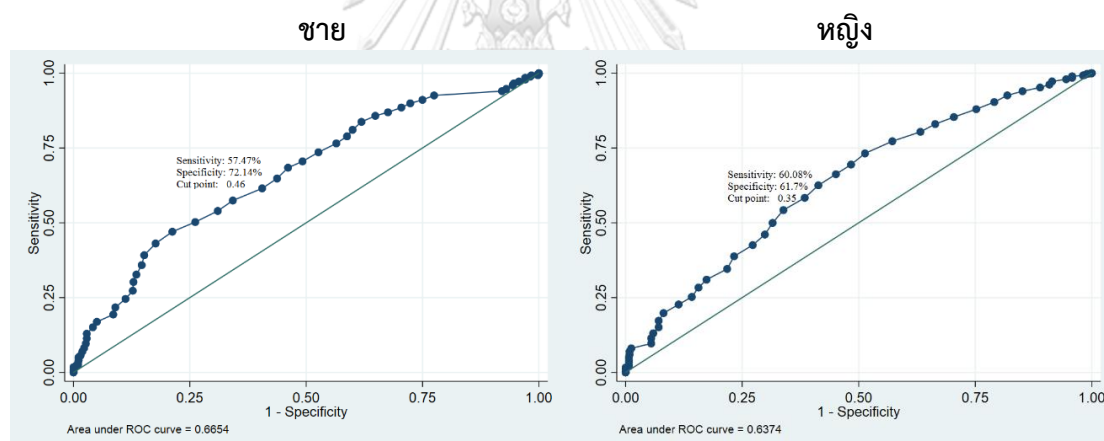 ชาย
หญิง
Sensitivity
1.00
0.75
0.50
0.25
0.00
Sensitivity: 57.47%
Specificity: 72.14%
Cut point: 0.46
0.00 0.25 0.50 0.75 1.00
1 - Specificity
Area under ROC curve = 0.6654
Sensitivity
1.00
0.75
0.50
0.25
0.00
Sensitivity: 60.08%
Specificity: 61.7%
Cut point: 0.35
0.00 0.25 0.50 0.75 1.00
1 - Specificity
Area under ROC curve = 0.6374